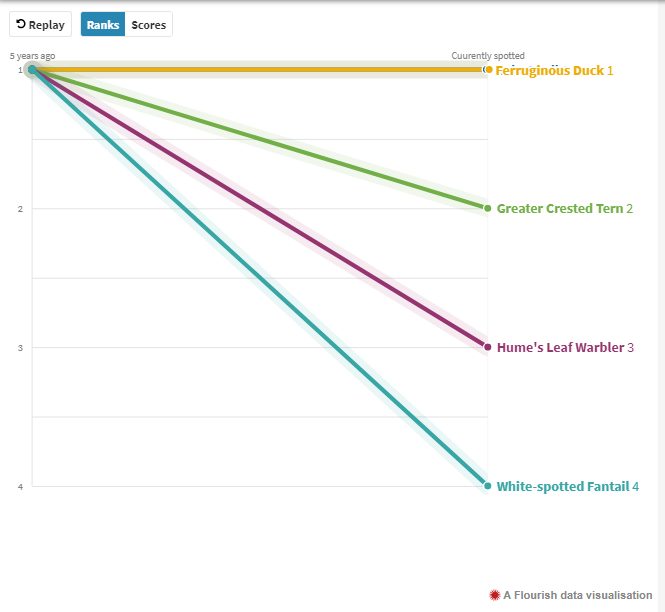 Replay
Ranks
Scores
5 years ago
Cuurently spotted
1
Ferruginous Duck 1
2
Greater Crested Tern 2
3
Hume's Leaf Warbler 3
4
White-spotted Fantail 4
A Flourish data visualisation